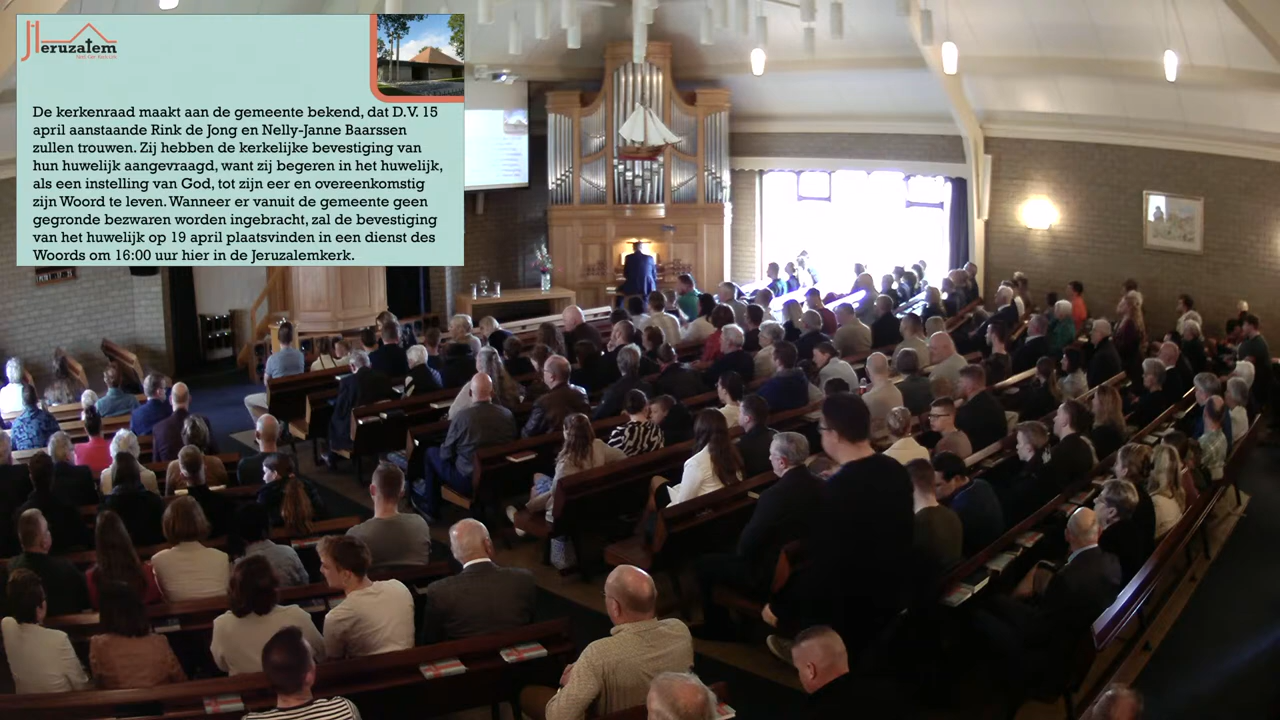 Jeruzalem
De kerkenraad maakt aan de gemeente bekend, dat D.V. 15
april aanstaande Rink de Jong en Nelly-Janne Baarssen
zullen trouwen. Zij hebben de kerkelijke bevestiging van
hun huwelijk aangevraagd, want zij begeren in het huwelijk,
als een instelling van God, tot zijn eer en overeenkomstig
zijn Woord te leven. Wanneer er vanuit de gemeente geen
gegronde bezwaren worden ingebracht, zal de bevestiging
van het huwelijk op 19 april plaatsvinden in een dienst des
Woords om 16:00 uur hier in de Jeruzalemkerk.